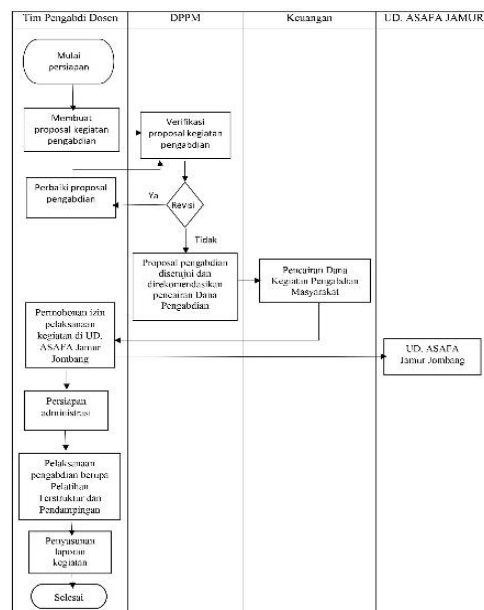 Tim Pengabdi Dosen
DPPM
Keuangan
UD. ASAFA JAMUR
Mulai
persiapan
Membuat
proposal kegiatan
pengabdian
Verifikasi
proposal kegiatan
pengabdian
Perbaiki proposal
pengabdian
Ya
Revisi
Tidak
Proposal pengabdian
disetujui dan
direkomendasikan
pencairan Dana
Pengabdian
Pencairan Dana
Kegiatan Pengabdian
Masyarakat
Permohonan izin
pelaksanaan
kegiatan di UD.
ASAFA Jamur
Jombang
UD. ASAFA
Jamur Jombang
Persiapan
administrasi
Pelaksanaan
pengabdian berupa
Pelatihan
Terstruktur dan
Pendampingan
Penyusunan
laporan
kegiatan
Selesai